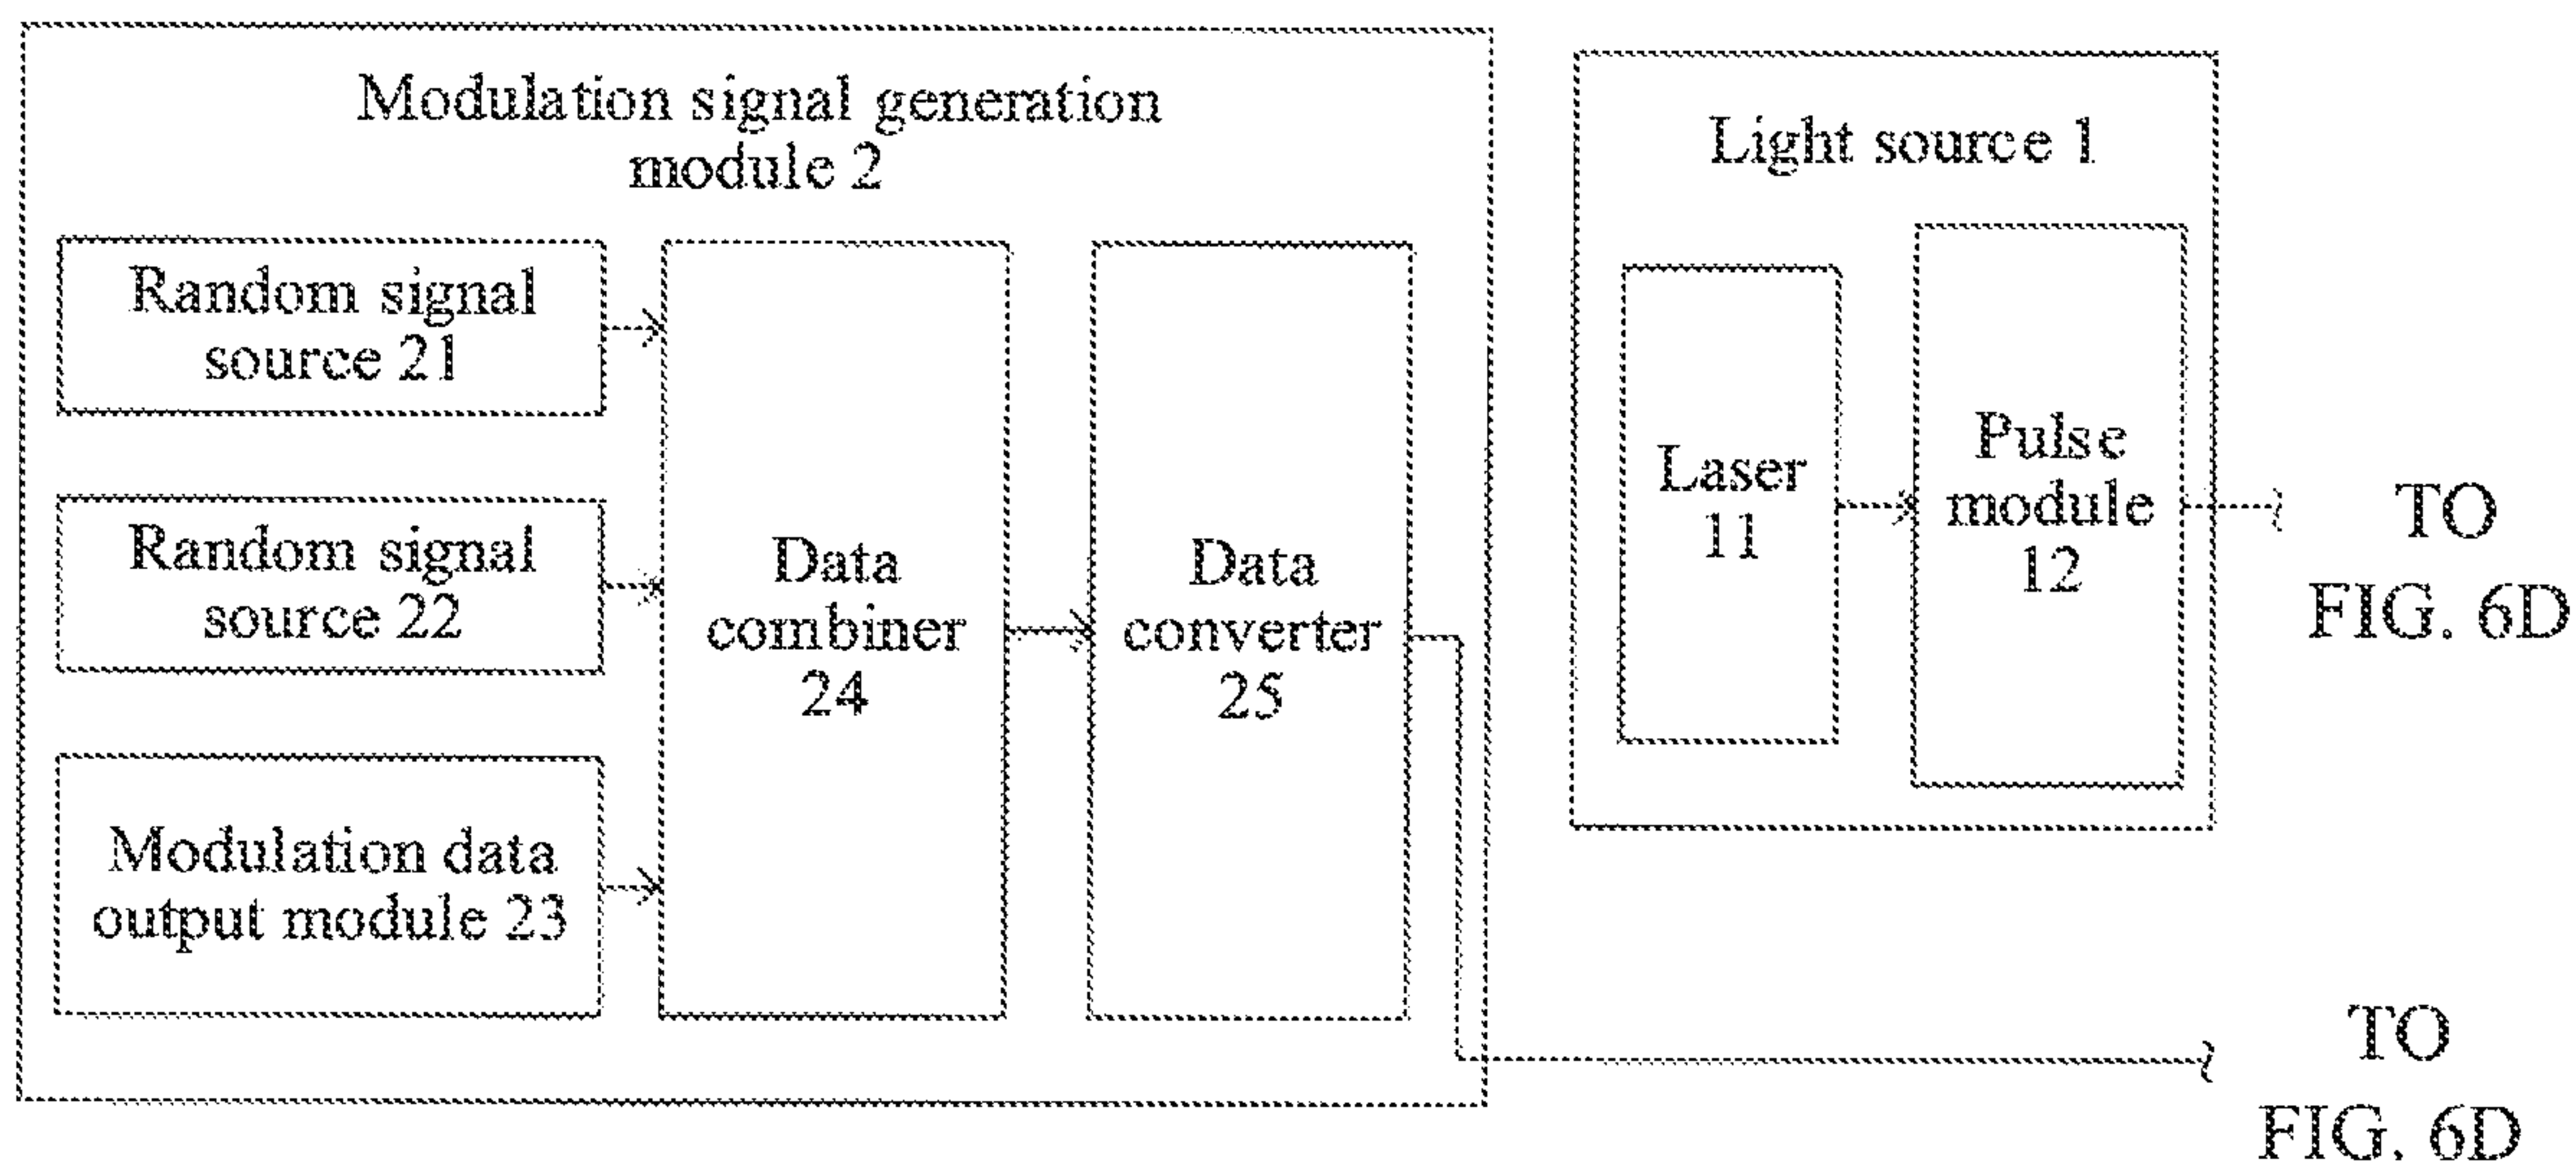 Modulation signal generation
module 2
Random signal
source 21
Random signal
source 22
Modulation data
output module 23
Data
combiner
24
Data
converter
25
Light source 1
Laser
11
Pulse
module
12
TO
FIG. 6D
TO
FIG. 6D